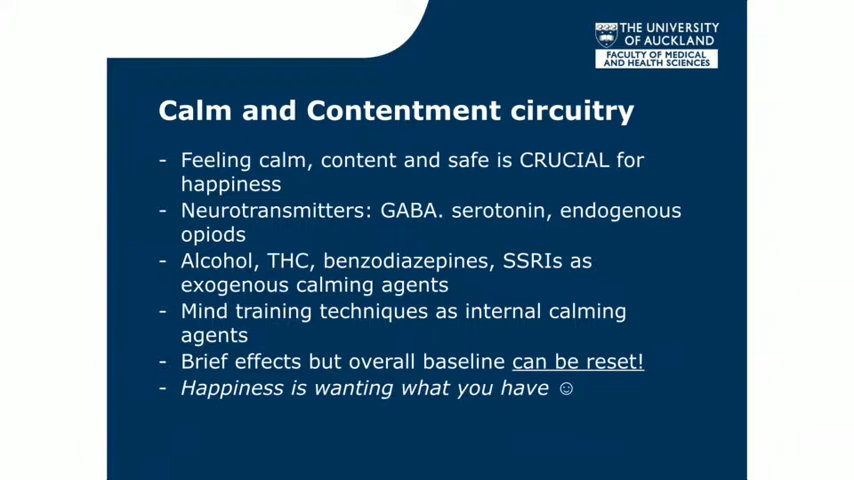 THE UNIVERSITY
OF AUCKLAND
FACULTY OF MEDICAL
AND HEALTH SCIENCES
Calm and Contentment circuitry
- Feeling calm, content and safe is CRUCIAL for
happiness
- Neurotransmitters: GABA. serotonin, endogenous
opiods
- Alcohol, THC, benzodiazepines, SSRIs as
exogenous calming agents
- Mind training techniques as internal calming
agents
- Brief effects but overall baseline can be reset!
- Happiness is wanting what you have ☺